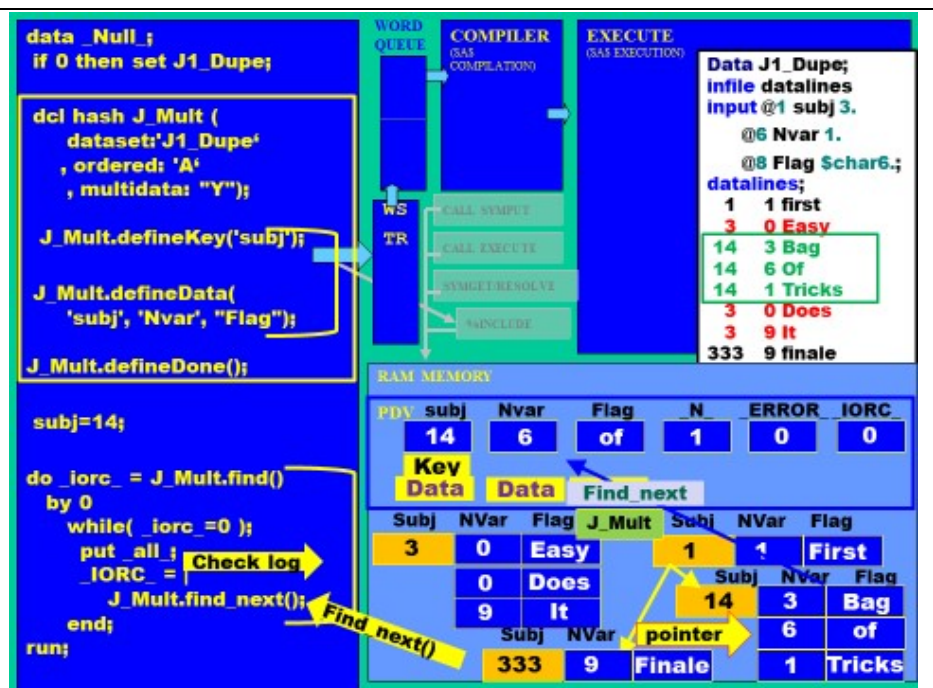 data _Null_;
if 0 then set J1_Dupe;
dcl hash J_Mult (
dataset:'J1_Dupe‘
, ordered: 'A‘
, multidata: "Y");
J_Mult.defineKey('subj');
J_Mult.defineData(
'subj', 'Nvar', "Flag");
J_Mult.defineDone();
subj=14;
do _iorc_ = J_Mult.find()
by 0
while( _iorc_=0 );
put _all_;
Check log
_IORC_ =
J_Mult.find_next();
end;
run;
Find_next()
WORD
QUEUE
COMPILER
(SAS
COMPILATION)
EXECUTE
(SAS EXECUTION)
WS
TR
CALL SYMPUT
CALL EXECUTE
SYMGET/RESOLVE
%INCLUDE
Data J1_Dupe;
infile datalines
input @1 subj 3.
@6 Nvar 1.
@8 Flag $char6.;
datalines;
1 1 first
3 0 Easy
14 3 Bag
14 6 Of
14 1 Tricks
3 0 Does
3 9 It
333 9 finale
RAM MEMORY
PDV subj Nvar Flag _N_ _ERROR_ _IORC_
14 6 of 1 0 0
Key
Data Data Find_next
Subj NVar Flag J_Mult Subj NVar Flag
3 0 Easy 1 1 First
0 Does Subj NVar Flag
9 It 14 3 Bag
Subj NVar pointer 6 of
333 9 Finale 1 Tricks